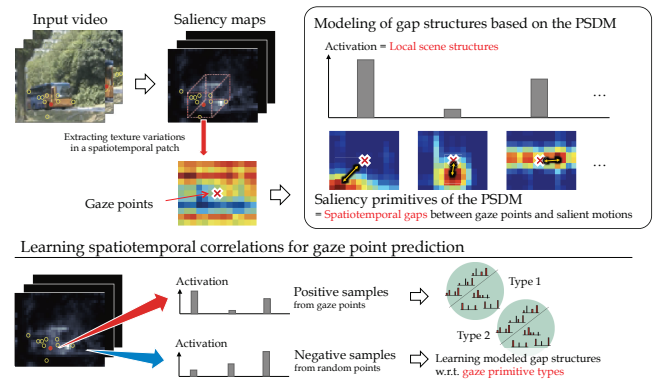 Input video
Saliency maps
Modeling of gap structures based on the PSDM
Activation = Local scene structures
...
Extracting texture variations
in a spatiotemporal patch
Gaze points
...
Saliency primitives of the PSDM
= Spatiotemporal gaps between gaze points and salient motions
Learning spatiotemporal correlations for gaze point prediction
Activation
Positive samples
from gaze points
Type 1
Type 2
Activation
Negative samples
from random points
Learning modeled gap structures
w.r.t. gaze primitive types